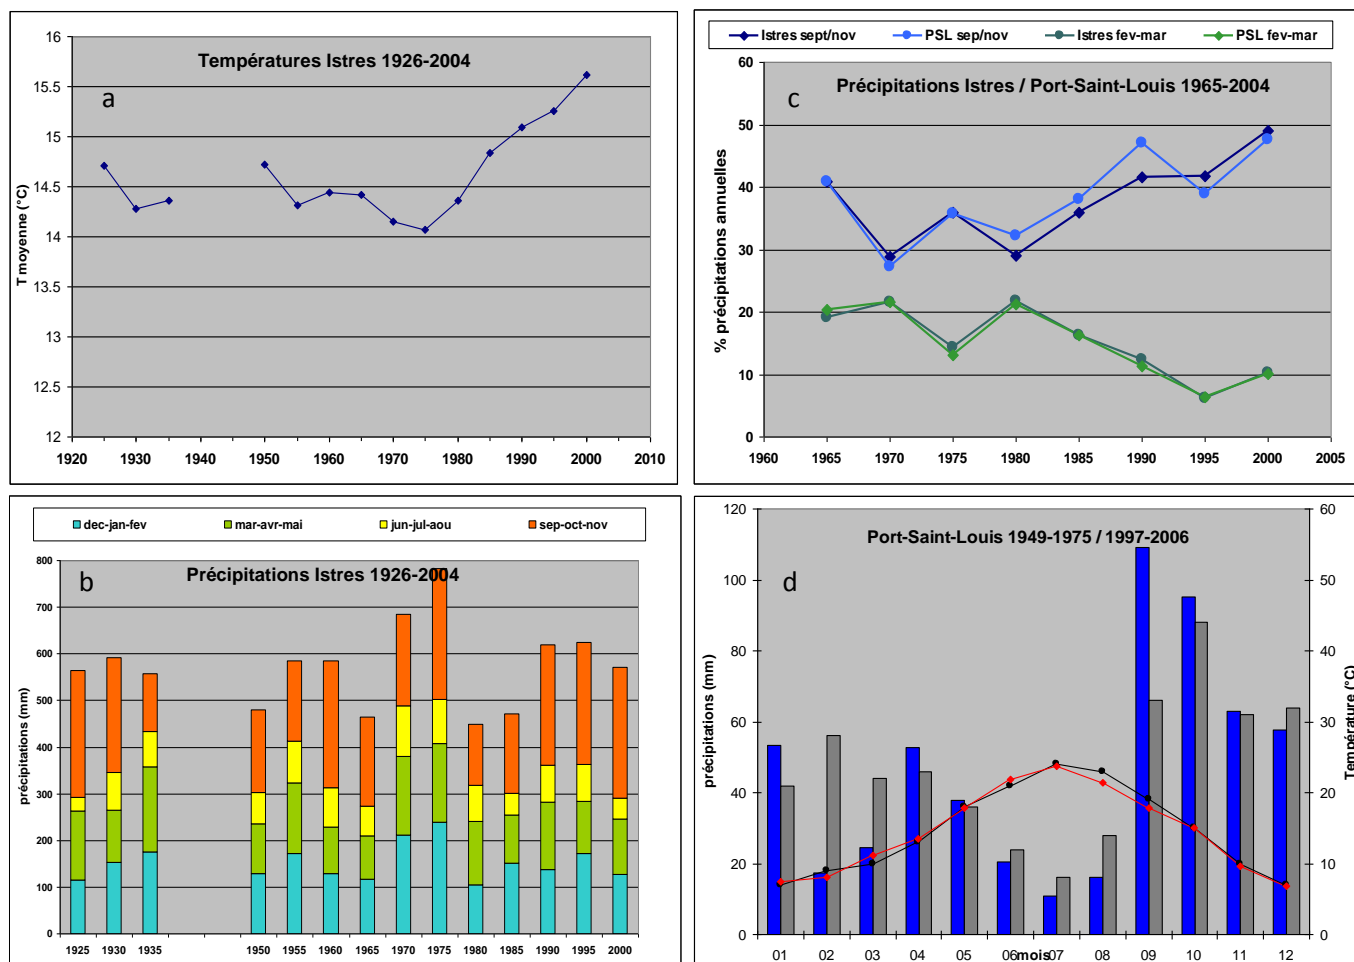 Températures Istres 1926-2004
a
T moyenne (°C)
16
15.5
15
14.5
14
13.5
13
12.5
12
1920 1930 1940 1950 1960 1970 1980 1990 2000 2010
Istres sept/nov PSL sep/nov Istres fev-mar PSL fev-mar
Précipitations Istres / Port-Saint-Louis 1965-2004
c
% précipitations annuelles
60
50
40
30
20
10
0
1960 1965 1970 1975 1980 1985 1990 1995 2000 2005
dec-jan-fev mar-avr-mai jun-jul-aou sep-oct-nov
Précipitations Istres 1926-2004
b
précipitations (mm)
800
700
600
500
400
300
200
100
0
1925 1930 1935 1950 1955 1960 1965 1970 1975 1980 1985 1990 1995 2000
Port-Saint-Louis 1949-1975 / 1997-2006
d
précipitations (mm)
120
100
80
60
40
20
0
Température (°C)
60
50
40
30
20
10
0
01 02 03 04 05 06 07 08 09 10 11 12
mois